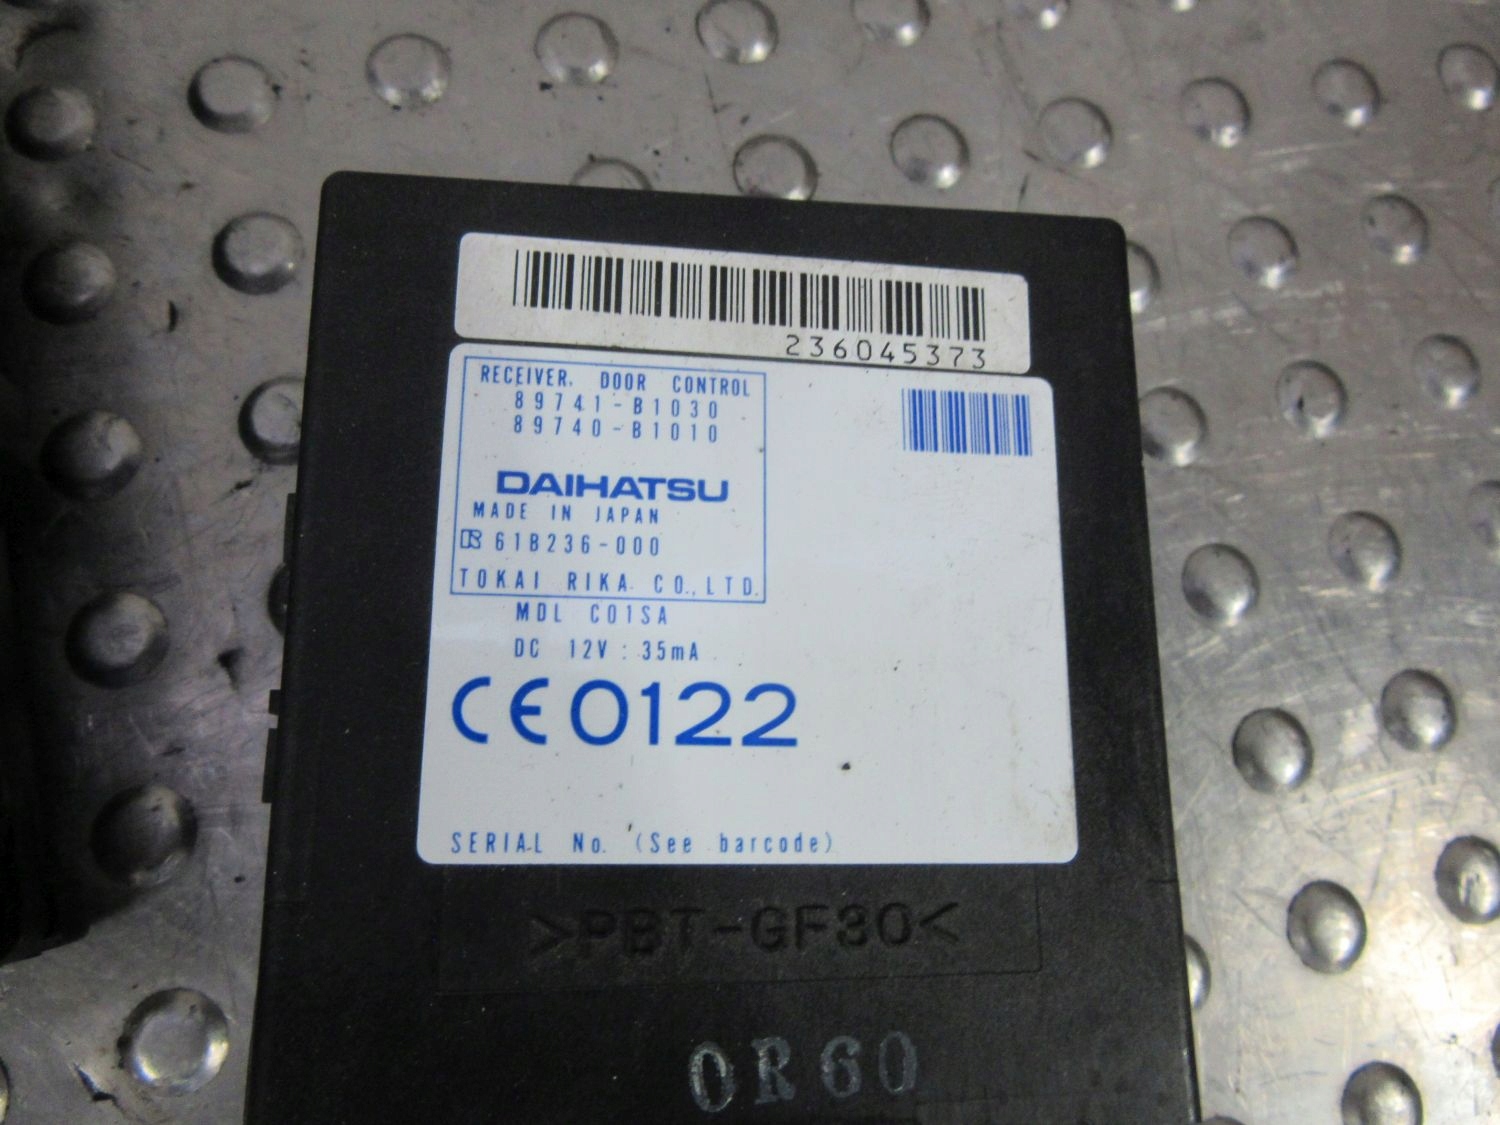 236045373
RECEIVER, DOOR CONTROL
89741-B1030
89740-B1010
DAIHATSU
MADE IN JAPAN
61B236-000
TOKAI RIKA CO.,LTD.
MDL C01SA
DC 12V : 35mA
CE0122
SERIAL No. (See barcode)
>PBT-GF30<
0R60